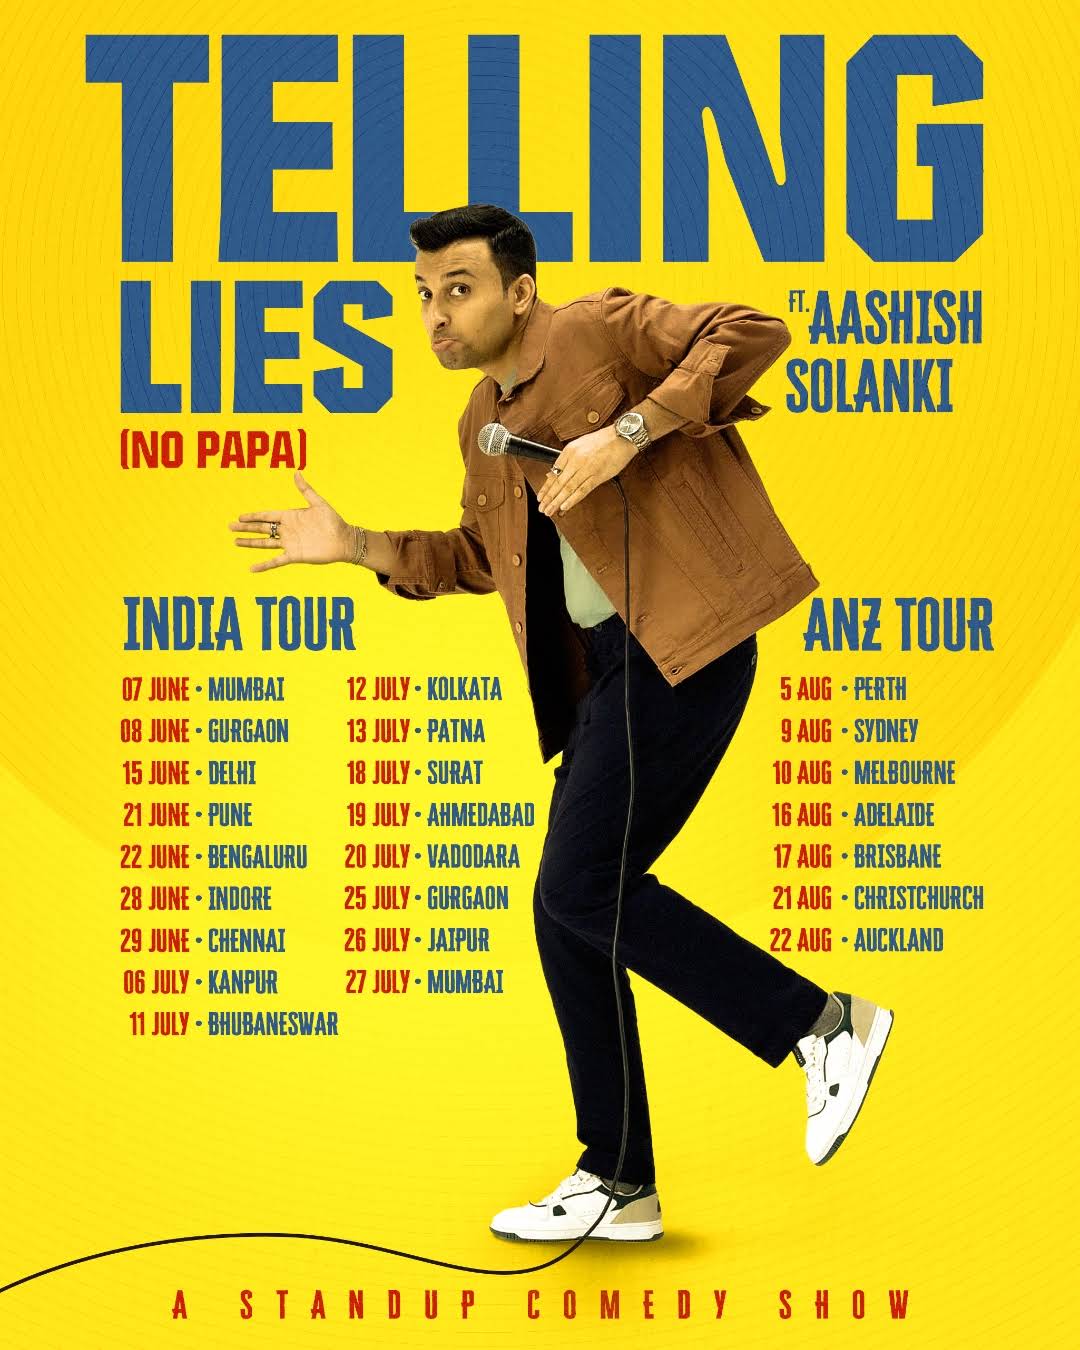 TELLING
LIES
(NO PAPA)
FT. AASHISH
SOLANKI
INDIA TOUR
07 JUNE • MUMBAI
08 JUNE • GURGAON
15 JUNE • DELHI
21 JUNE • PUNE
22 JUNE • BENGALURU
28 JUNE • INDORE
29 JUNE • CHENNAI
06 JULY • KANPUR
11 JULY • BHUBANESWAR
12 JULY • KOLKATA
13 JULY • PATNA
18 JULY • SURAT
19 JULY • AHMEDABAD
20 JULY • VADODARA
25 JULY • GURGAON
26 JULY • JAIPUR
27 JULY • MUMBAI
ANZ TOUR
5 AUG • PERTH
9 AUG • SYDNEY
10 AUG • MELBOURNE
16 AUG • ADELAIDE
17 AUG • BRISBANE
21 AUG • CHRISTCHURCH
22 AUG • AUCKLAND
A STANDUP COMEDY SHOW